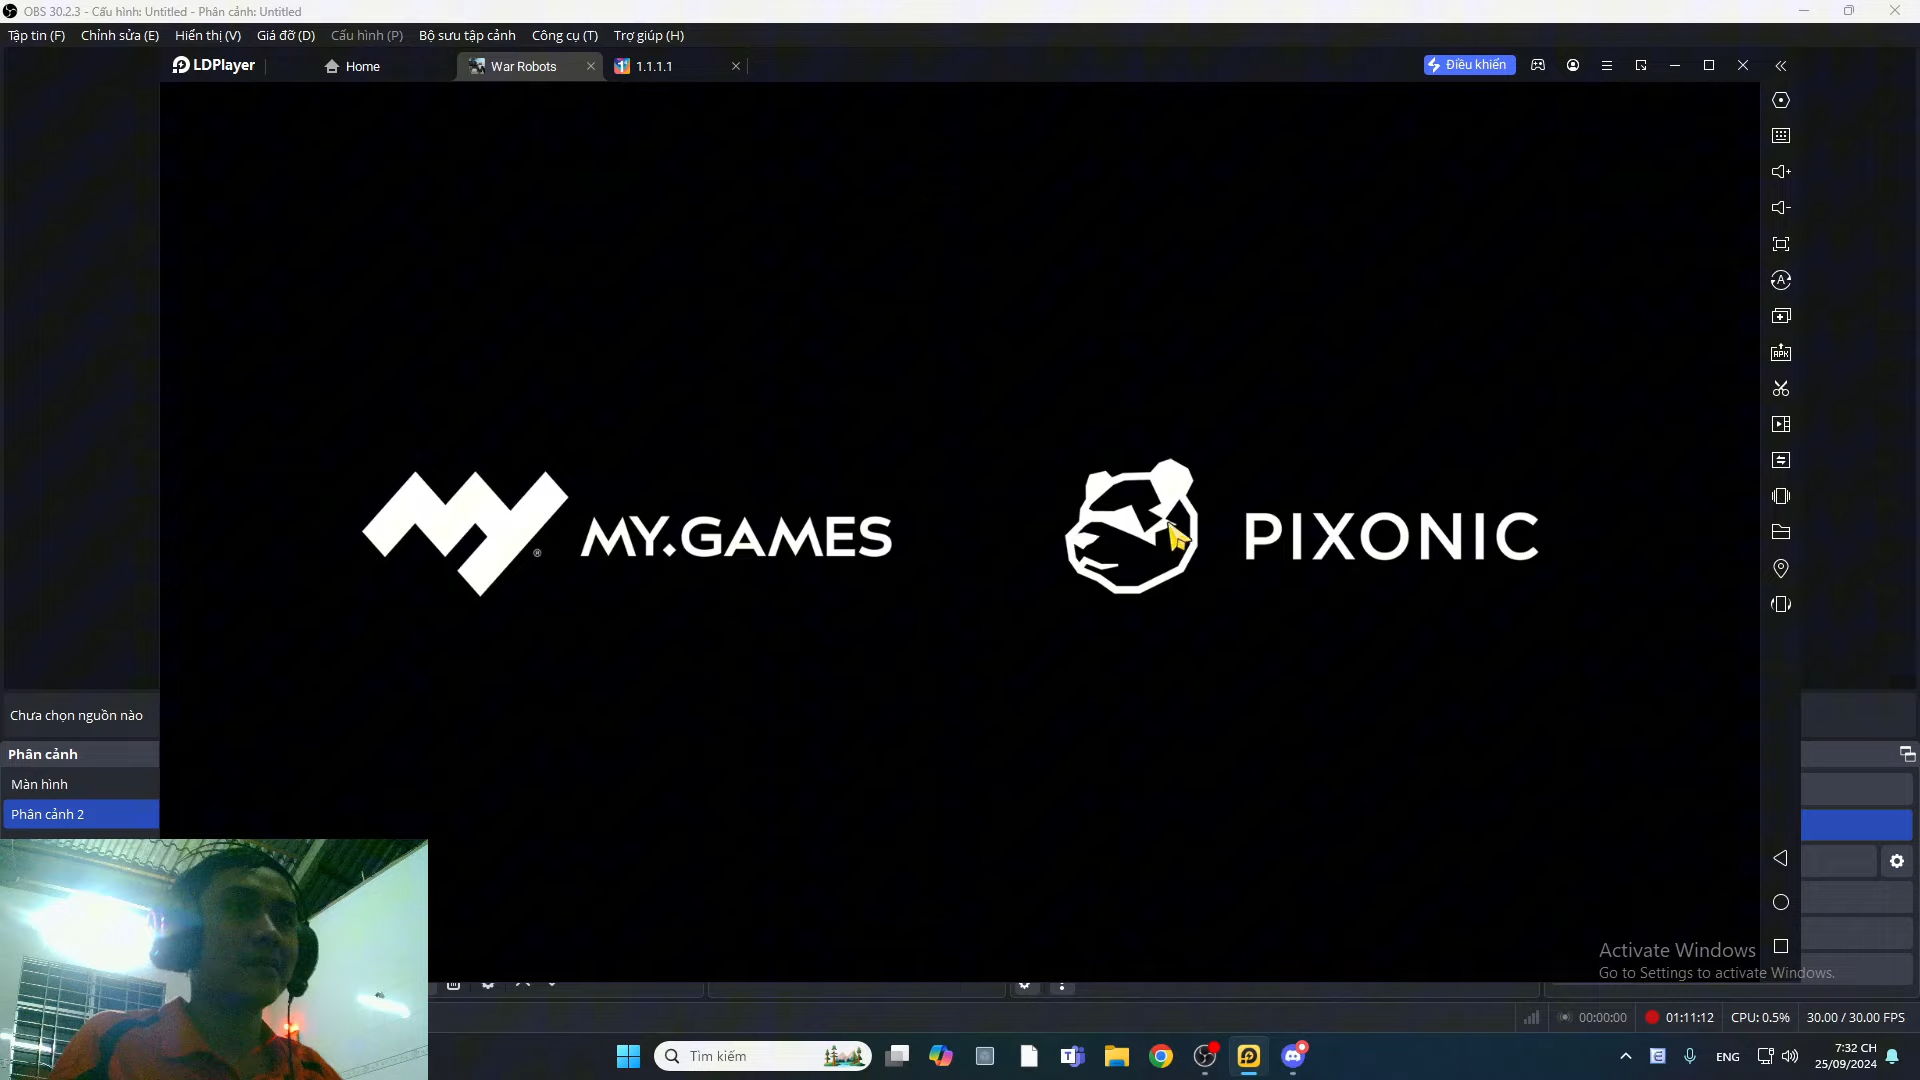 OBS 30.2.3 - Cấu hình: Untitled - Phân cảnh: Untitled
Tập tin (F) Chỉnh sửa (E) Hiển thị (V) Giá đỡ (D) Cấu hình (P) Bộ sưu tập cảnh Công cụ (T) Trợ giúp (H)
LDPlayer Home War Robots 1.1.1.1 Điều khiển
MY.GAMES
PIXONIC
APK
Chưa chọn nguồn nào
Phân cảnh
Màn hình
Phân cảnh 2
Activate Windows
Go to Settings to activate Windows.
00:00:00 01:11:12 CPU: 0.5% 30.00 / 30.00 FPS
Tìm kiếm
ENG
7:32 CH
25/09/2024